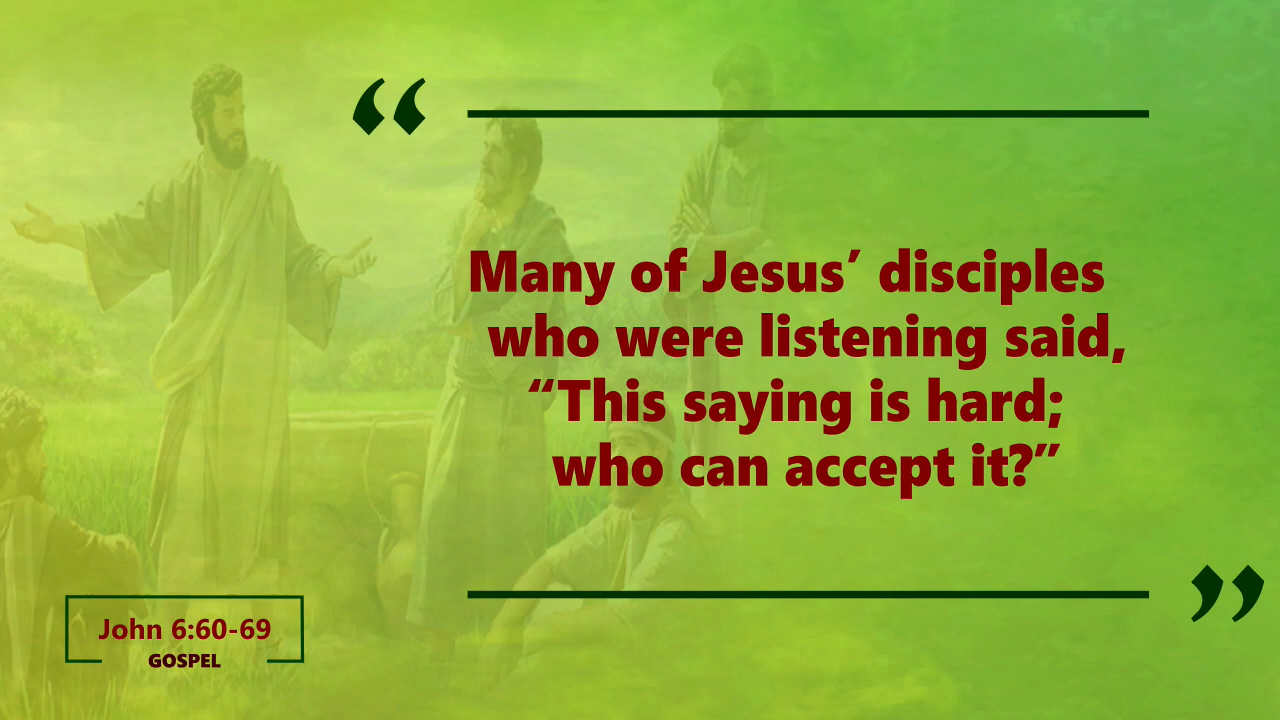 “
Many of Jesus’ disciples
who were listening said,
“This saying is hard;
who can accept it?”
”
John 6:60-69
GOSPEL